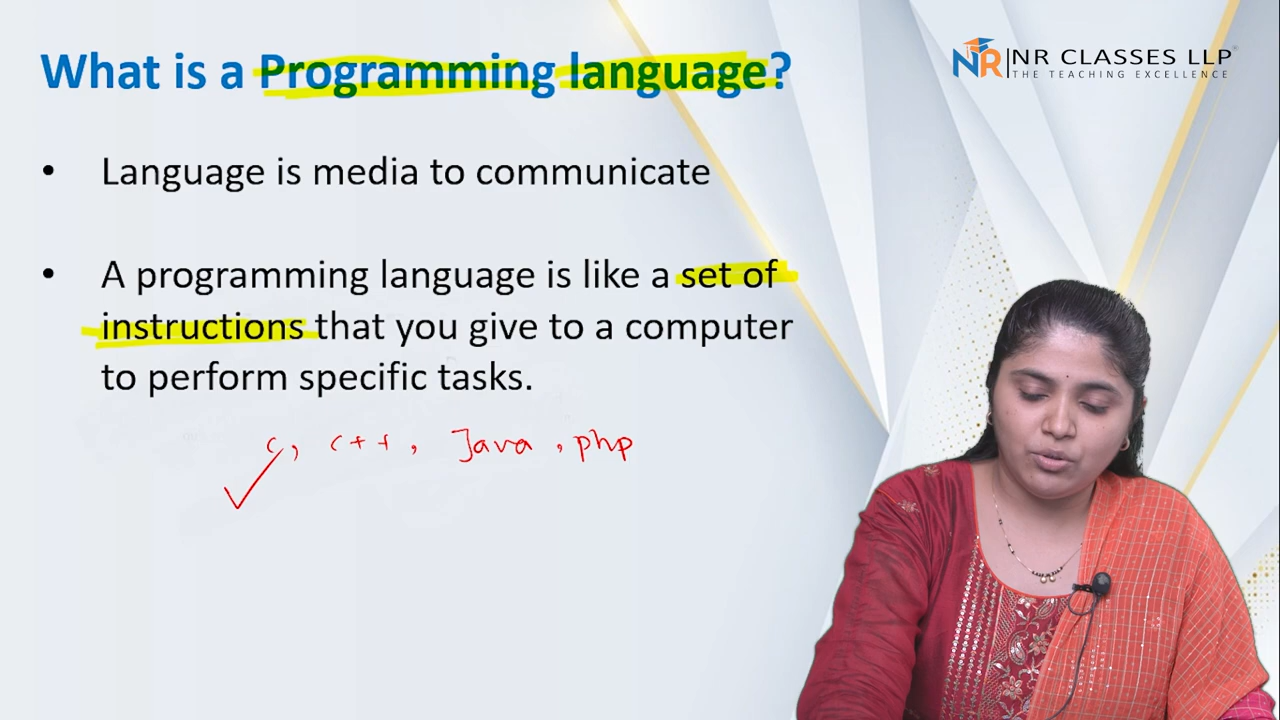 What is a Programming language?
NR CLASSES LLP
THE TEACHING EXCELLENCE
• Language is media to communicate
• A programming language is like a set of
instructions that you give to a computer
to perform specific tasks.
c, c++, Java, php